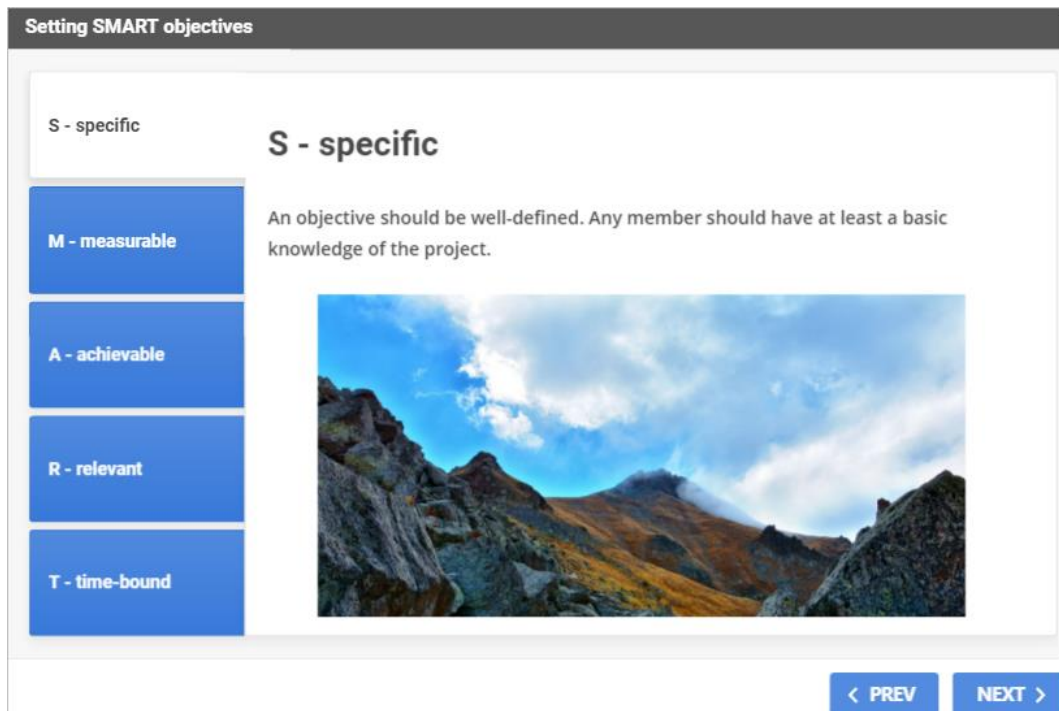 Setting SMART objectives
S - specific
M - measurable
A - achievable
R - relevant
T - time-bound
S - specific
An objective should be well-defined. Any member should have at least a basic
knowledge of the project.
PREV
NEXT